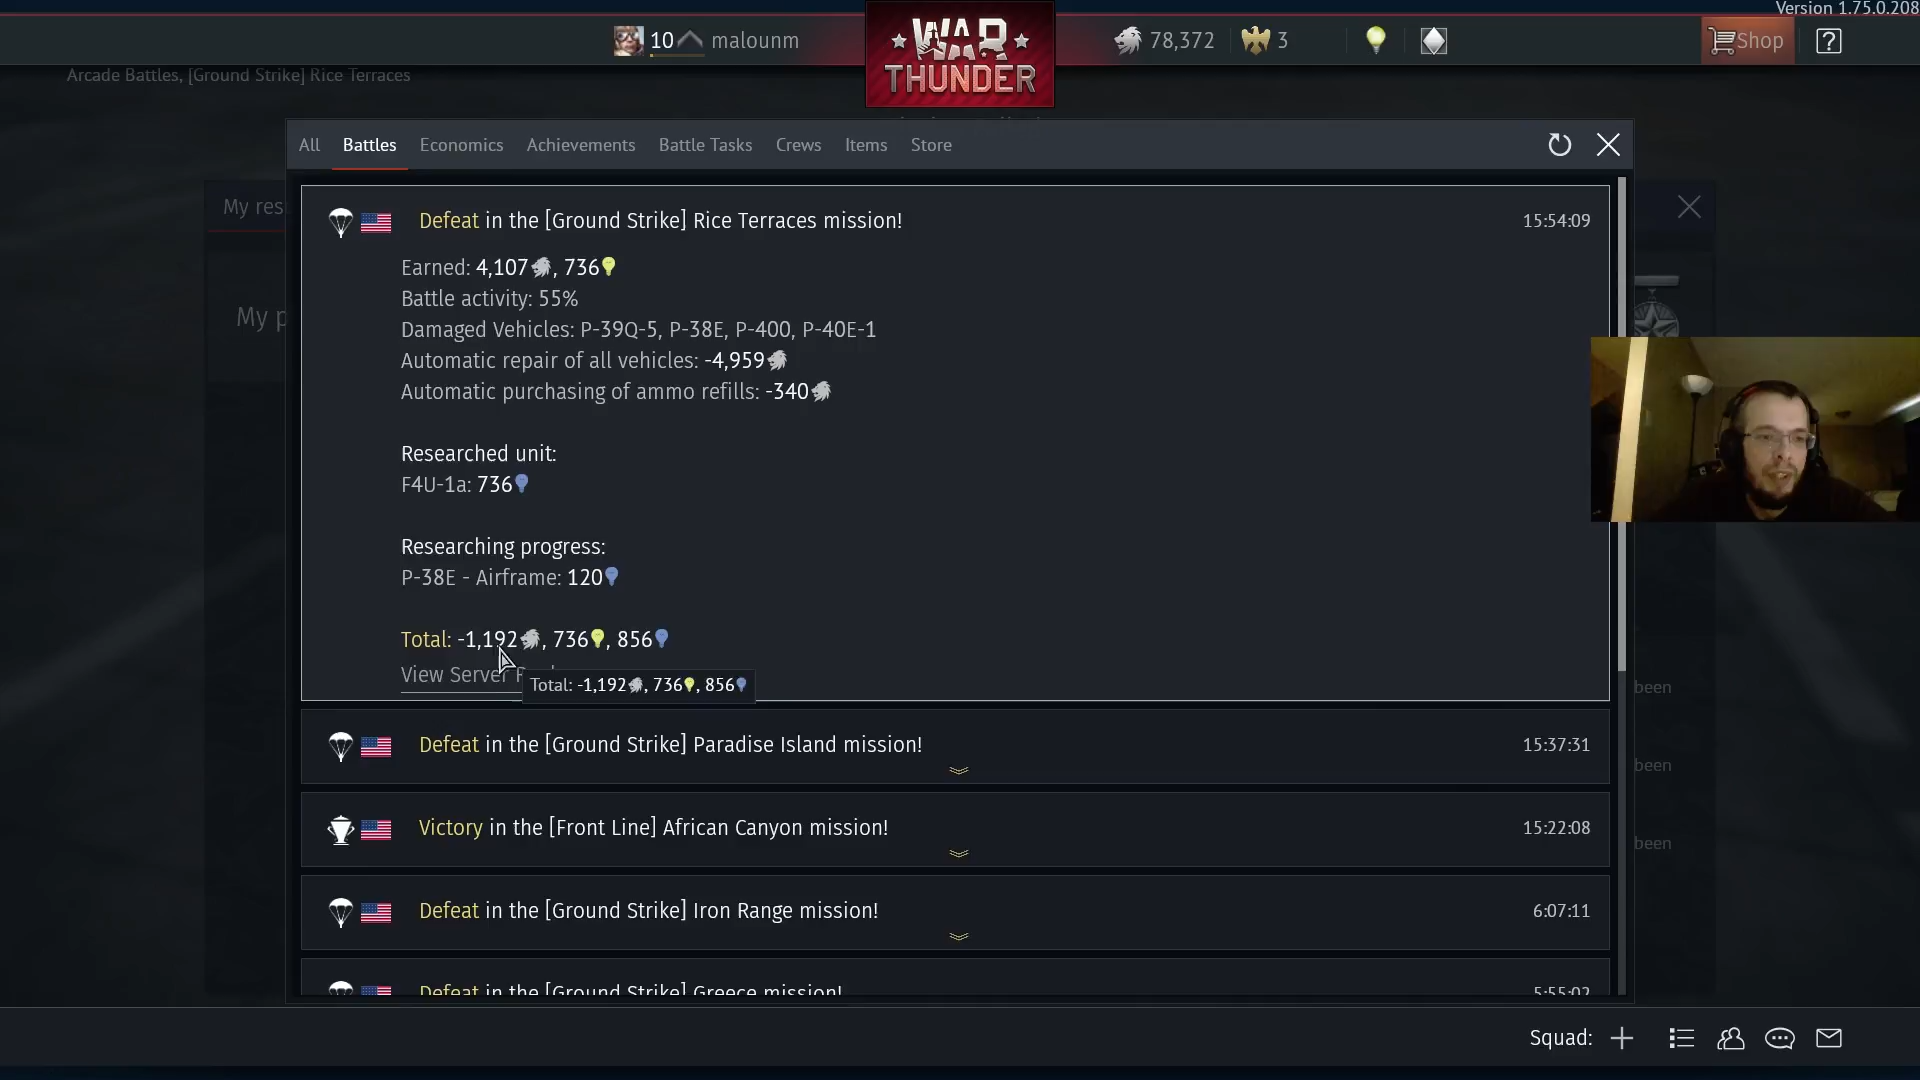 Version 1.75.0.208
10 malounm
WAR THUNDER
78,372
3
Shop
?
Arcade Battles, [Ground Strike] Rice Terraces
All Battles Economics Achievements Battle Tasks Crews Items Store
My res
My p
Defeat in the [Ground Strike] Rice Terraces mission! 15:54:09
Earned: 4,107, 736
Battle activity: 55%
Damaged Vehicles: P-39Q-5, P-38E, P-400, P-40E-1
Automatic repair of all vehicles: -4,959
Automatic purchasing of ammo refills: -340
Researched unit:
F4U-1a: 736
Researching progress:
P-38E - Airframe: 120
Total: -1,192, 736, 856
View Server
Total: -1,192, 736, 856
been
Defeat in the [Ground Strike] Paradise Island mission! 15:37:31
been
Victory in the [Front Line] African Canyon mission! 15:22:08
been
Defeat in the [Ground Strike] Iron Range mission! 6:07:11
Defeat in the [Ground Strike] Greece mission! 5:55:02
Squad: